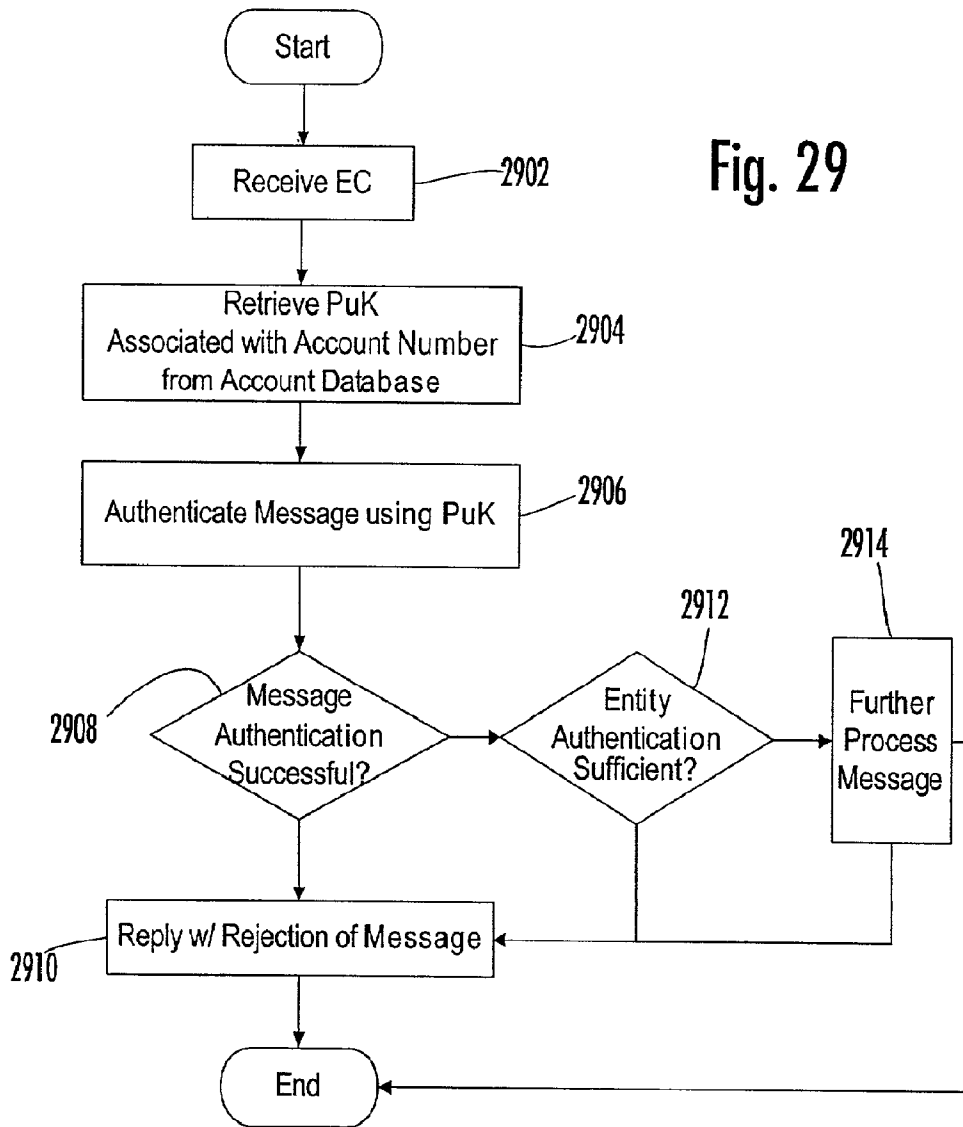 Start
Fig. 29
Receive EC
2902
Retrieve PuK
Associated with Account Number
from Account Database
2904
Authenticate Message using PuK
2906
Message
Authentication
Successful?
2908
Entity
Authentication
Sufficient?
2912
Further
Process
Message
2914
Reply w/ Rejection of Message
2910
End